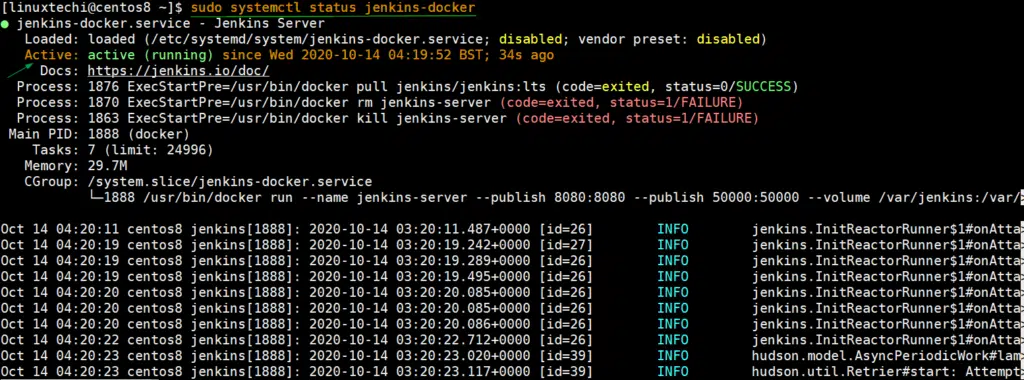 [linuxtechi@centos8 ~]$ sudo systemctl status jenkins-docker
● jenkins-docker.service - Jenkins Server
Loaded: loaded (/etc/systemd/system/jenkins-docker.service; disabled; vendor preset: disabled)
Active: active (running) since Wed 2020-10-14 04:19:52 BST; 34s ago
Docs: https://jenkins.io/doc/
Process: 1876 ExecStartPre=/usr/bin/docker pull jenkins/jenkins:lts (code=exited, status=0/SUCCESS)
Process: 1870 ExecStartPre=/usr/bin/docker rm jenkins-server (code=exited, status=1/FAILURE)
Process: 1863 ExecStartPre=/usr/bin/docker kill jenkins-server (code=exited, status=1/FAILURE)
Main PID: 1888 (docker)
Tasks: 7 (limit: 24996)
Memory: 29.7M
CGroup: /system.slice/jenkins-docker.service
└─1888 /usr/bin/docker run --name jenkins-server --publish 8080:8080 --publish 50000:50000 --volume /var/jenkins:/var/>
Oct 14 04:20:11 centos8 jenkins[1888]: 2020-10-14 03:20:11.487+0000 [id=26] INFO jenkins.InitReactorRunner$1#onAtta>
Oct 14 04:20:19 centos8 jenkins[1888]: 2020-10-14 03:20:19.242+0000 [id=27] INFO jenkins.InitReactorRunner$1#onAtta>
Oct 14 04:20:19 centos8 jenkins[1888]: 2020-10-14 03:20:19.289+0000 [id=26] INFO jenkins.InitReactorRunner$1#onAtta>
Oct 14 04:20:19 centos8 jenkins[1888]: 2020-10-14 03:20:19.495+0000 [id=26] INFO jenkins.InitReactorRunner$1#onAtta>
Oct 14 04:20:20 centos8 jenkins[1888]: 2020-10-14 03:20:20.085+0000 [id=26] INFO jenkins.InitReactorRunner$1#onAtta>
Oct 14 04:20:20 centos8 jenkins[1888]: 2020-10-14 03:20:20.085+0000 [id=26] INFO jenkins.InitReactorRunner$1#onAtta>
Oct 14 04:20:20 centos8 jenkins[1888]: 2020-10-14 03:20:20.086+0000 [id=26] INFO jenkins.InitReactorRunner$1#onAtta>
Oct 14 04:20:22 centos8 jenkins[1888]: 2020-10-14 03:20:22.712+0000 [id=26] INFO jenkins.InitReactorRunner$1#onAtta>
Oct 14 04:20:23 centos8 jenkins[1888]: 2020-10-14 03:20:23.020+0000 [id=39] INFO hudson.model.AsyncPeriodicWork#lam>
Oct 14 04:20:23 centos8 jenkins[1888]: 2020-10-14 03:20:23.117+0000 [id=39] INFO hudson.util.Retrier#start: Attempt>